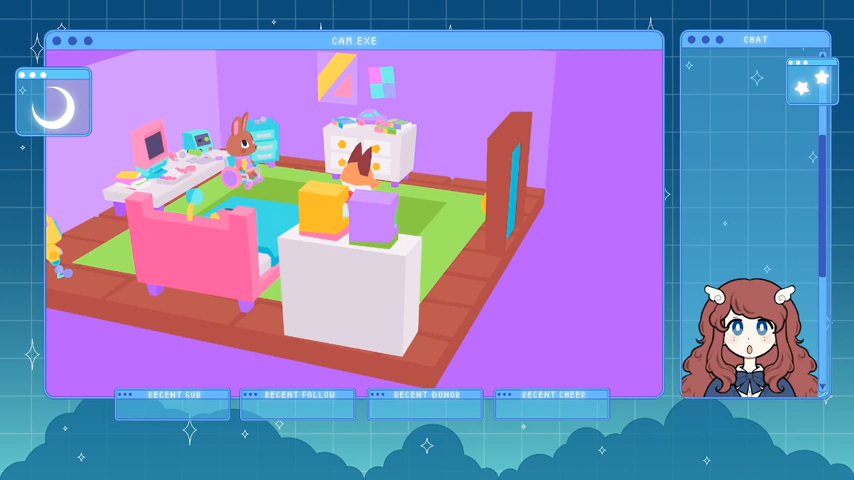 CAM.EXE
CHAT
RECENT SUB
RECENT FOLLOW
RECENT DONOR
RECENT CHEER